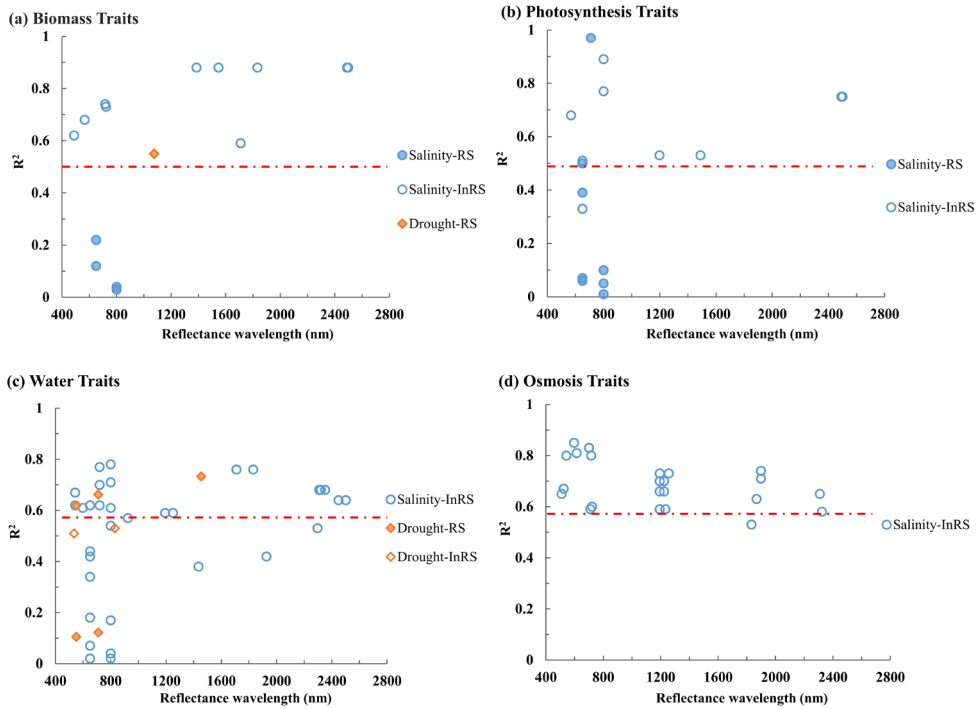 (a) Biomass Traits
1
0.8
0.6
0.4
0.2
0
R²
400 800 1200 1600 2000 2400 2800
Reflectance wavelength (nm)
Salinity-RS
Salinity-InRS
Drought-RS
(b) Photosynthesis Traits
1
0.8
0.6
0.4
0.2
0
R²
400 800 1200 1600 2000 2400 2800
Reflectance wavelength (nm)
Salinity-RS
Salinity-InRS
(c) Water Traits
1
0.8
0.6
0.4
0.2
0
R²
400 800 1200 1600 2000 2400 2800
Reflectance wavelength (nm)
Salinity-InRS
Drought-RS
Drought-InRS
(d) Osmosis Traits
1
0.8
0.6
0.4
0.2
0
R²
400 800 1200 1600 2000 2400 2800
Reflectance wavelength (nm)
Salinity-InRS